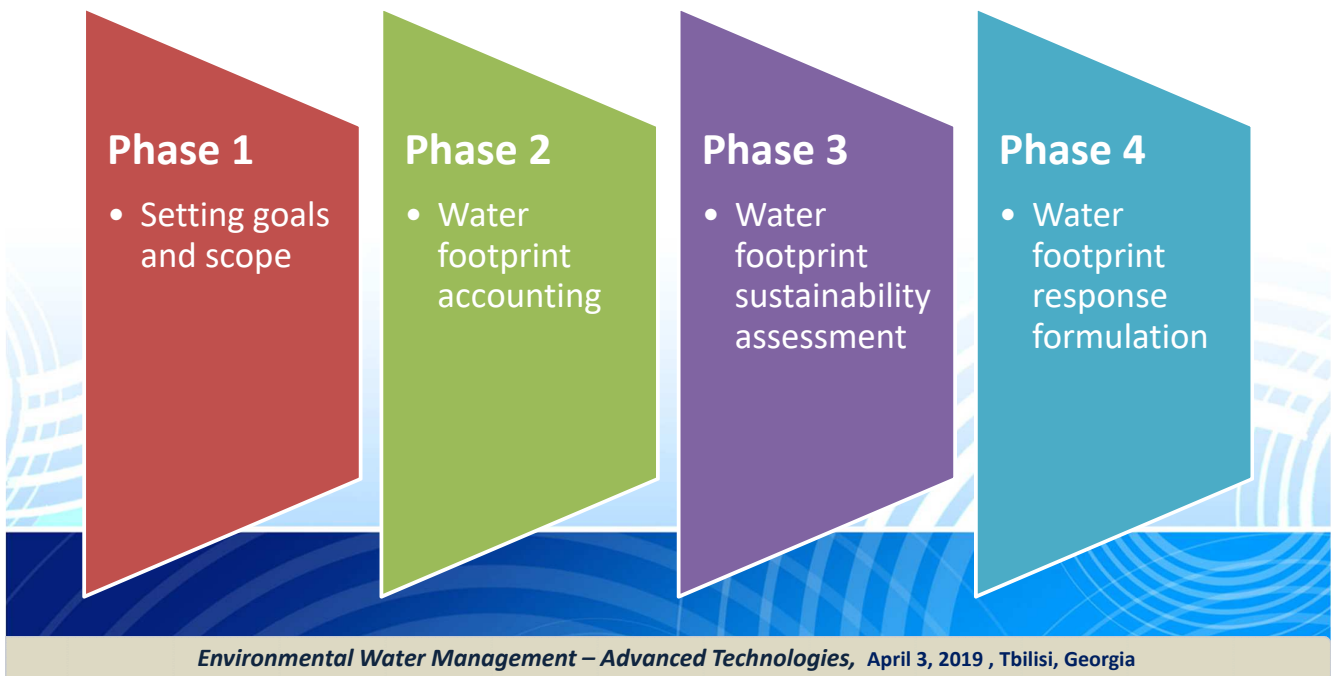 Phase 1
• Setting goals
and scope
Phase 2
• Water
footprint
accounting
Phase 3
• Water
footprint
sustainability
assessment
Phase 4
• Water
footprint
response
formulation
Environmental Water Management – Advanced Technologies, April 3, 2019 , Tbilisi, Georgia